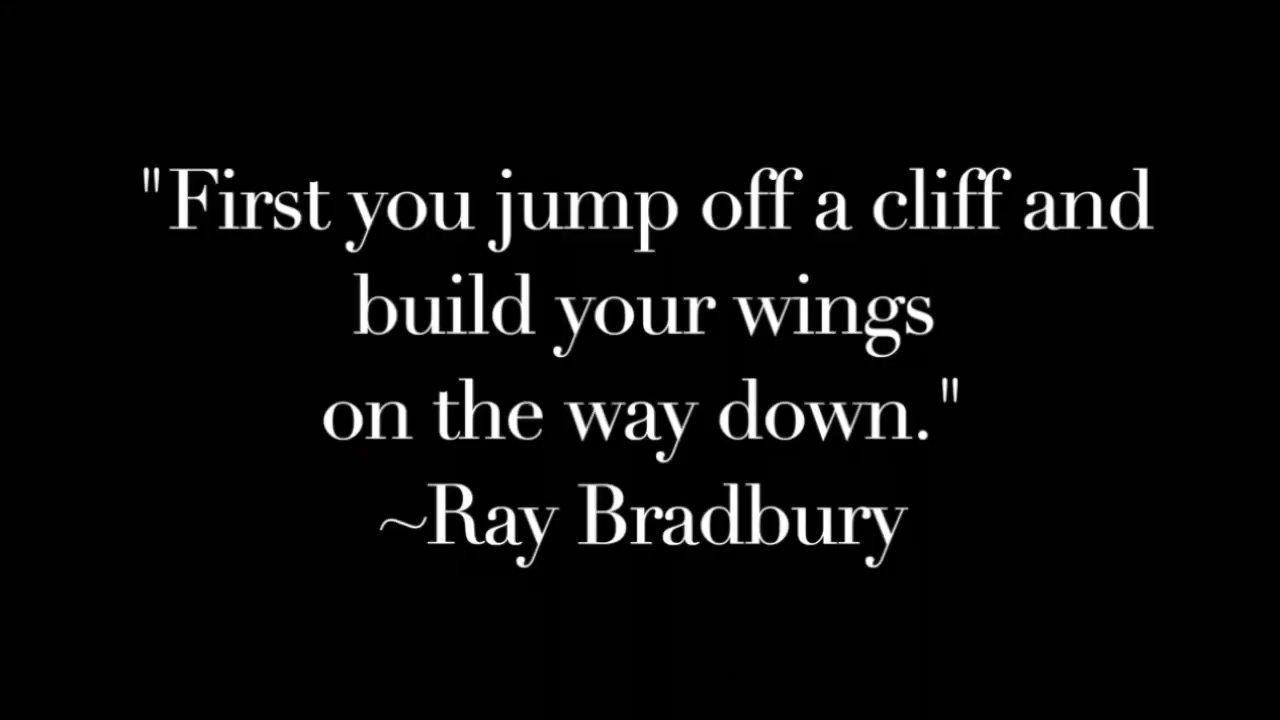 "First you jump off a cliff and
build your wings
on the way down."
~Ray Bradbury